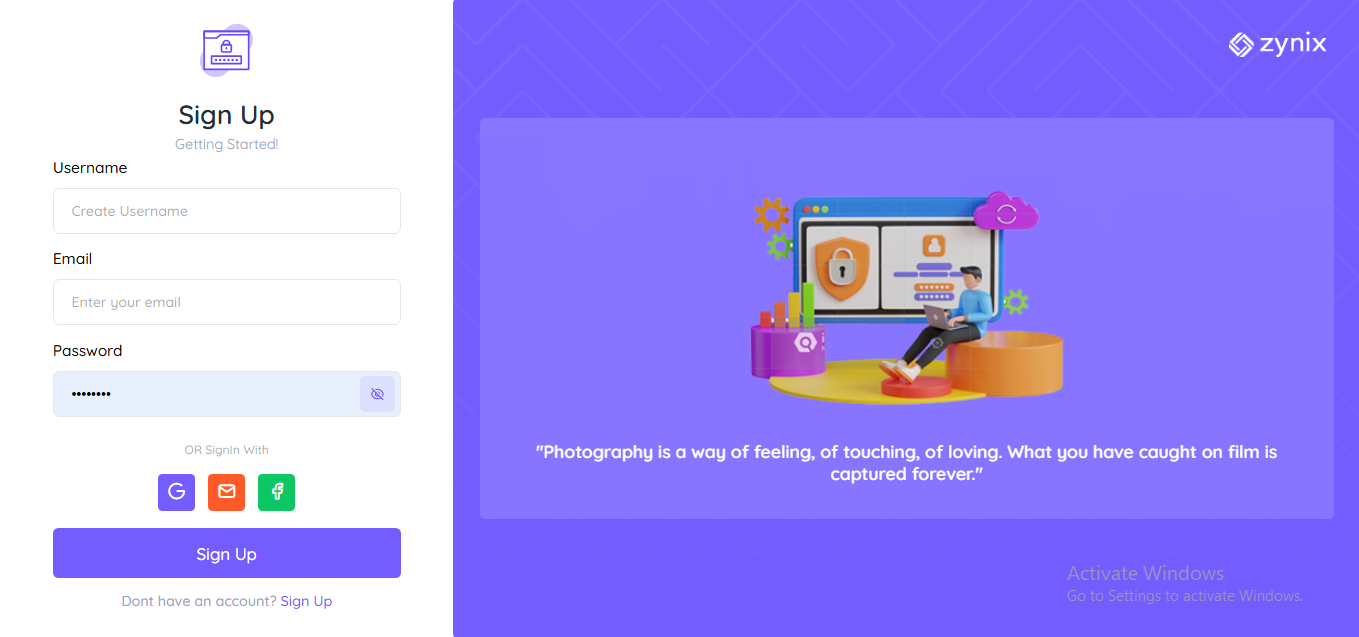 Sign Up
Getting Started!
Username
Create Username
Email
Enter your email
Password
••••••••
OR SignIn With
Sign Up
Dont have an account? Sign Up
zynix
"Photography is a way of feeling, of touching, of loving. What you have caught on film is
captured forever."
Activate Windows
Go to Settings to activate Windows.